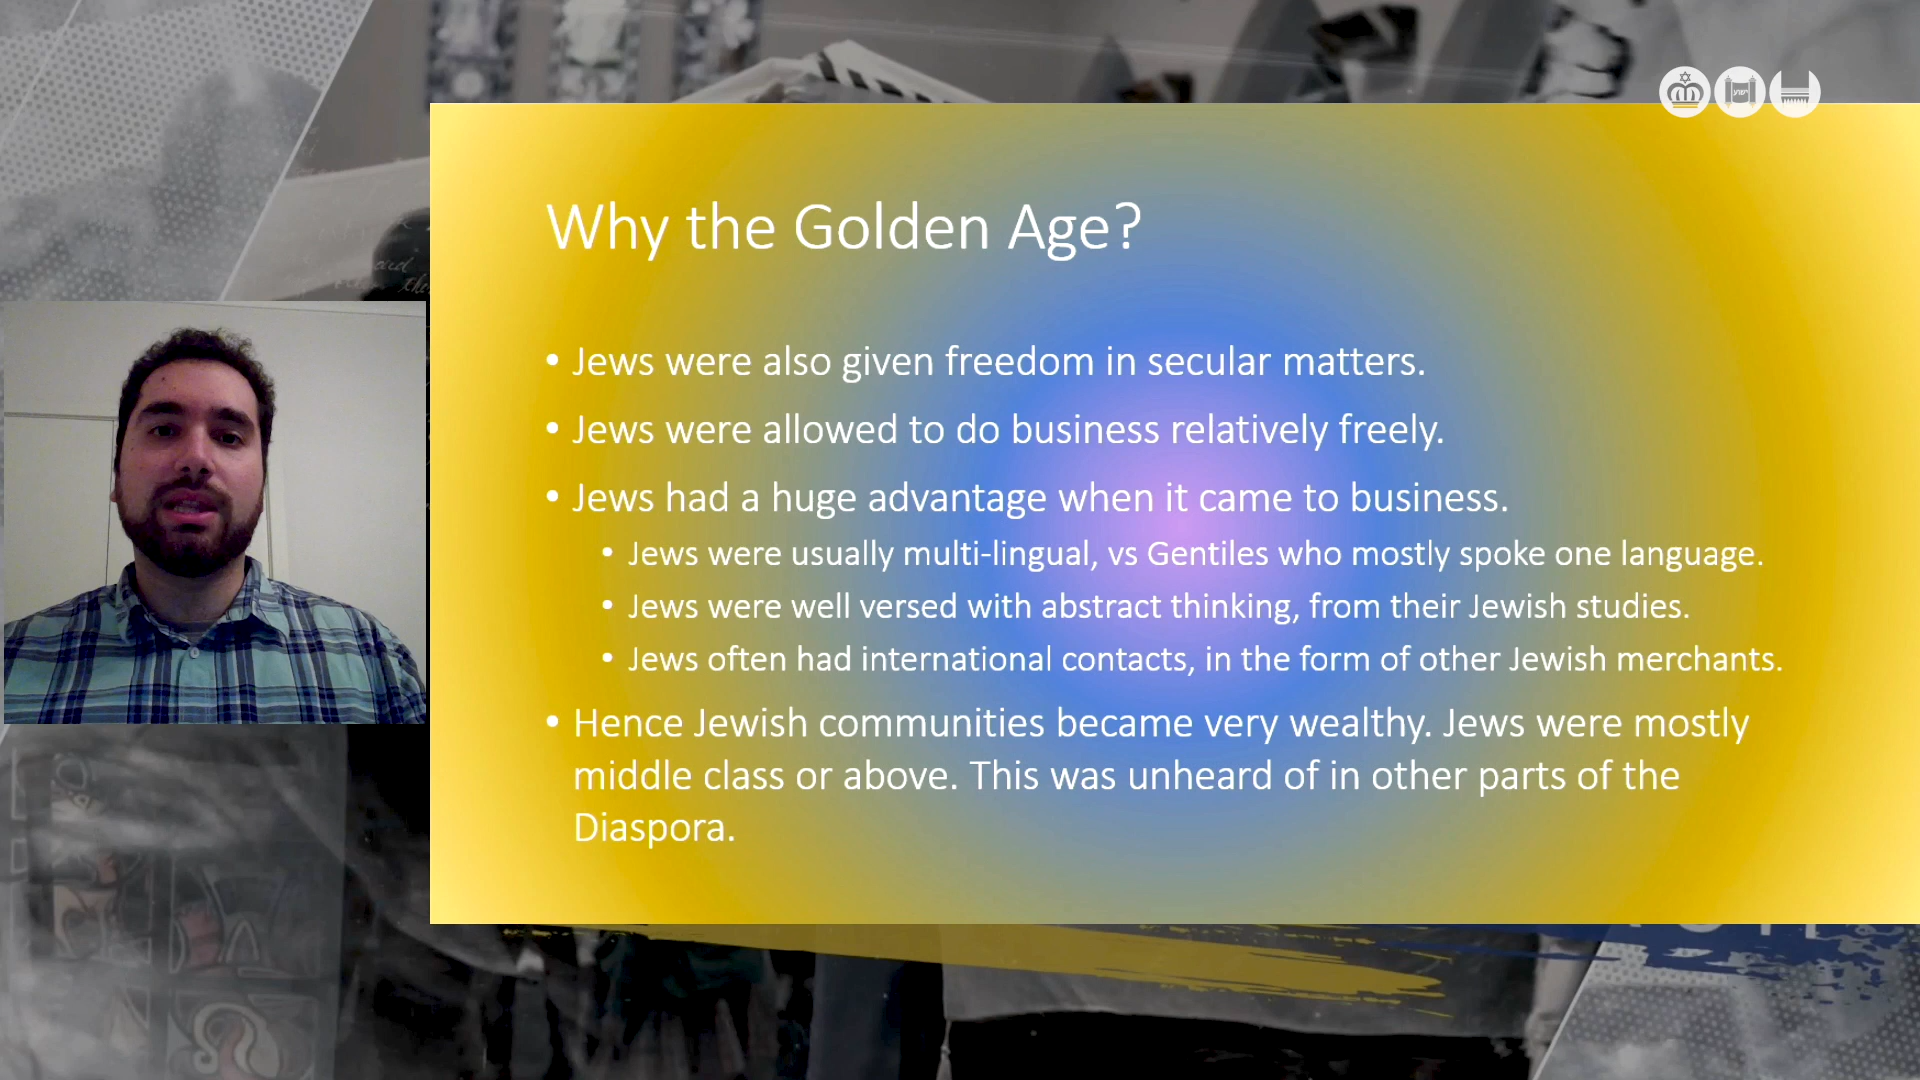 Why the Golden Age?
• Jews were also given freedom in secular matters.
• Jews were allowed to do business relatively freely.
• Jews had a huge advantage when it came to business.
• Jews were usually multi-lingual, vs Gentiles who mostly spoke one language.
• Jews were well versed with abstract thinking, from their Jewish studies.
• Jews often had international contacts, in the form of other Jewish merchants.
• Hence Jewish communities became very wealthy. Jews were mostly
middle class or above. This was unheard of in other parts of the
Diaspora.